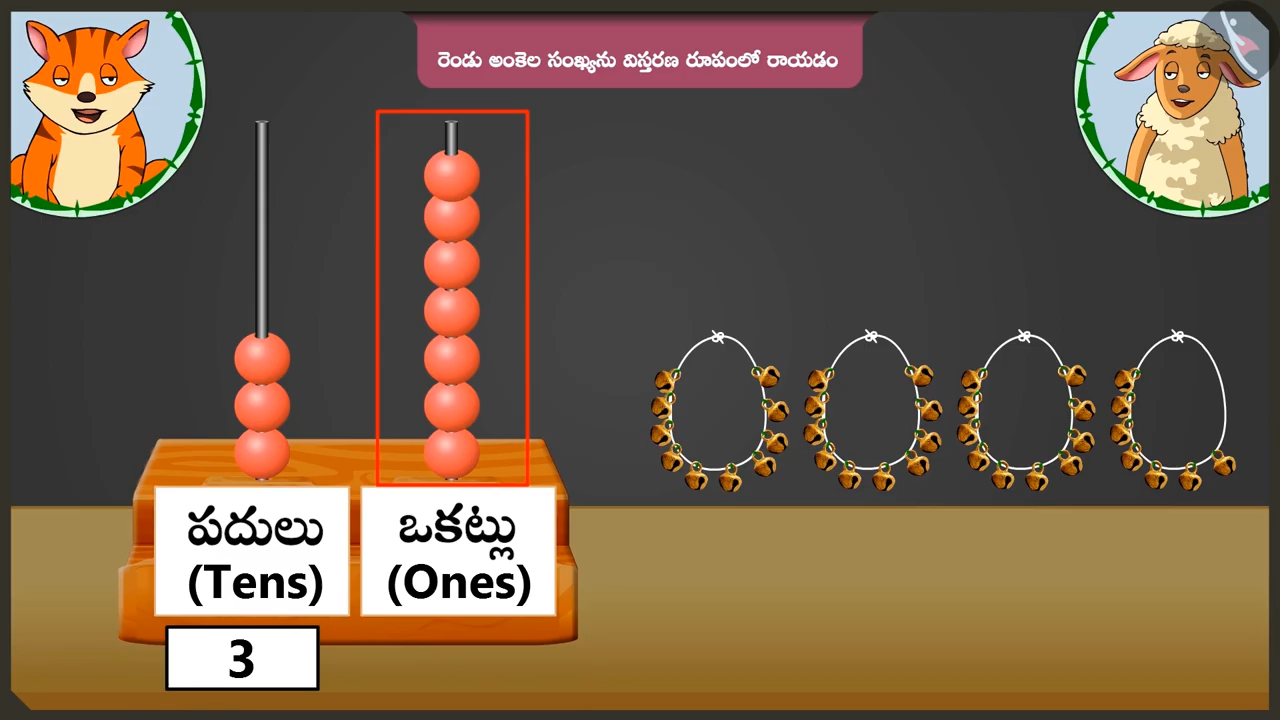 రెండు అంకెల సంఖ్యను విస్తరణ రూపంలో రాయడం
పదులు
(Tens)
ఒకట్లు
(Ones)
3